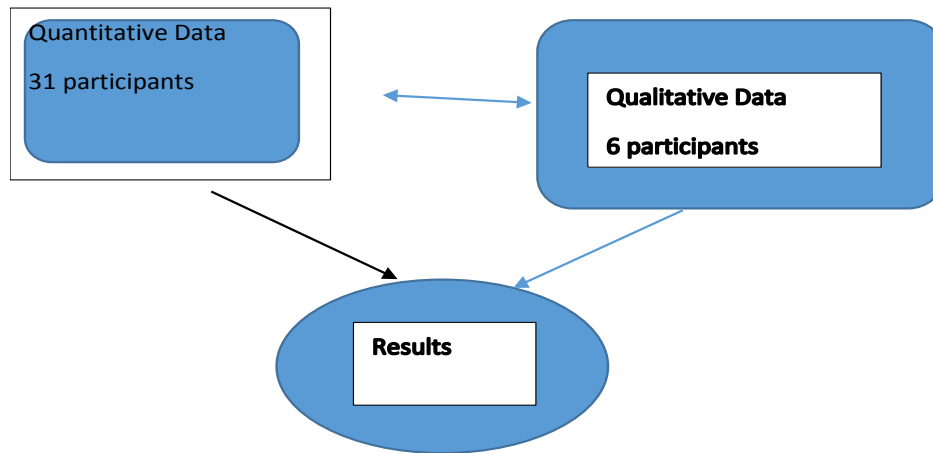 Quantitative Data
31 participants
Qualitative Data
6 participants
Results